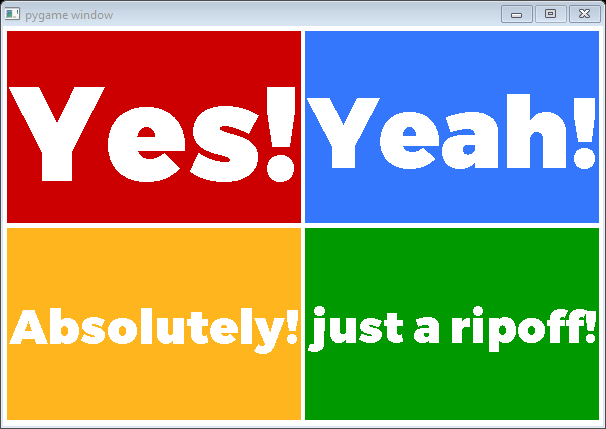 pygame window
Yes!
Yeah!
Absolutely!
just a ripoff!